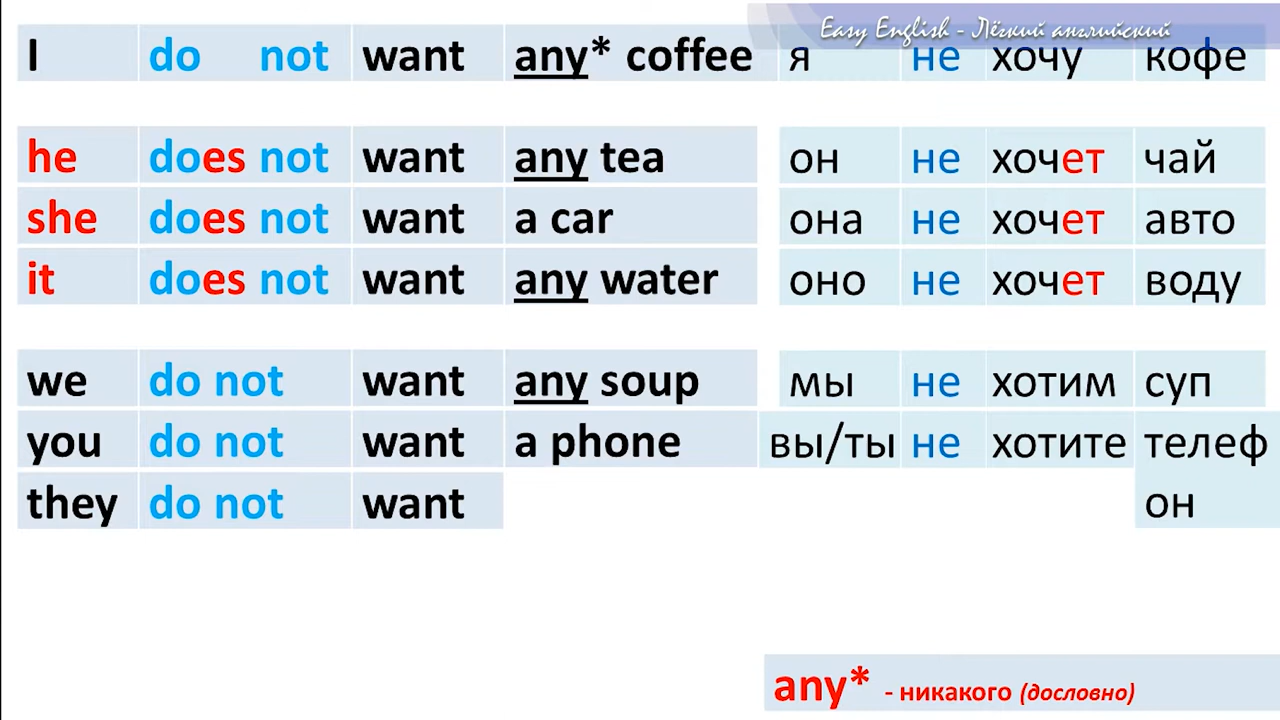 Easy English - Лёгкий английский
I do not want any* coffee я не хочу кофе
he does not want any tea он не хочет чай
she does not want a car она не хочет авто
it does not want any water оно не хочет воду
we do not want any soup мы не хотим суп
you do not want a phone вы/ты не хотите телеф
they do not want он
any* - никакого (дословно)